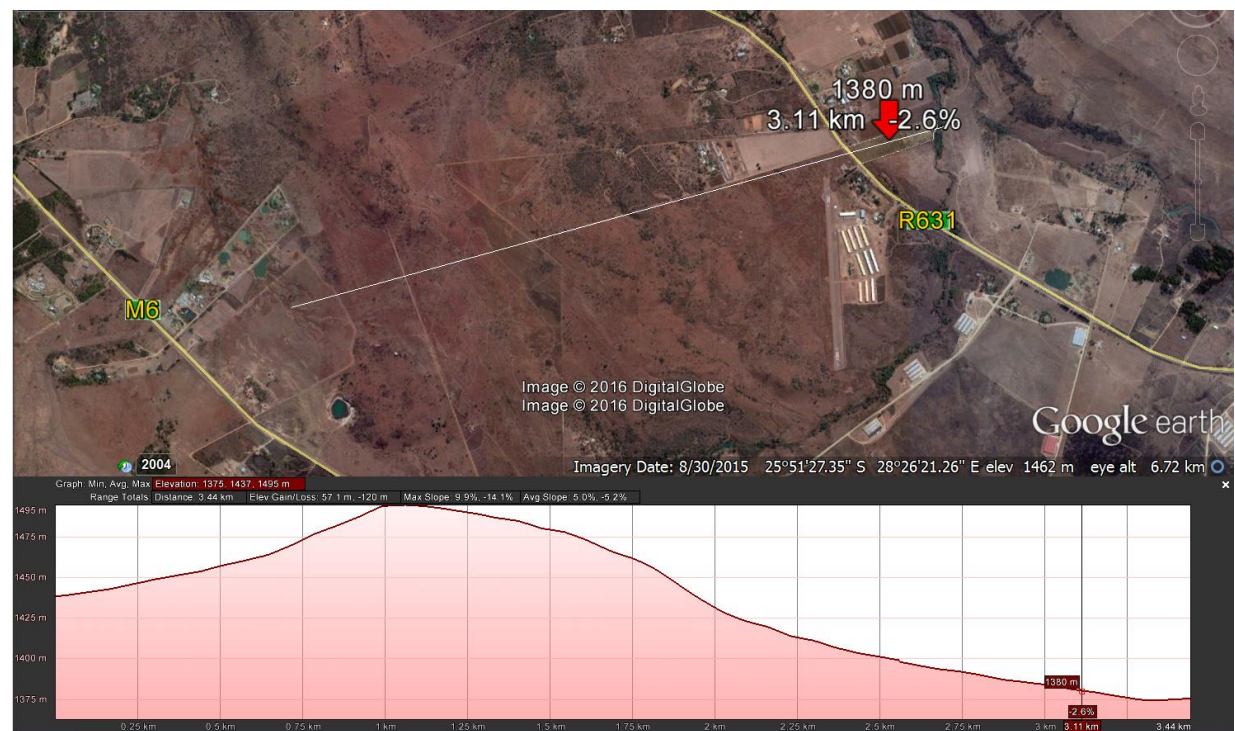 1380 m
3.11 km -2.6%
R631
M6
Image © 2016 DigitalGlobe
Image © 2016 DigitalGlobe
Google earth
2004
Imagery Date: 8/30/2015 25°51'27.35" S 28°26'21.26" E elev 1462 m eye alt 6.72 km
Graph: Min, Avg, Max Elevation: 1375. 1437, 1495 m
Range Totals Distance: 3.44 km Elev Gain/Loss: 57.1 m, -120 m Max Slope: 9.9%, -14.1% Avg Slope: 5.0%, -5.2%
1495 m
1475 m
1450 m
1425 m
1400 m
1375 m
1380 m
-2.6%
0.25 km 0.5 km 0.75 km 1 km 1.25 km 1.5 km 1.75 km 2 km 2.25 km 2.5 km 2.75 km 3 km 3.11 km 3.44 km